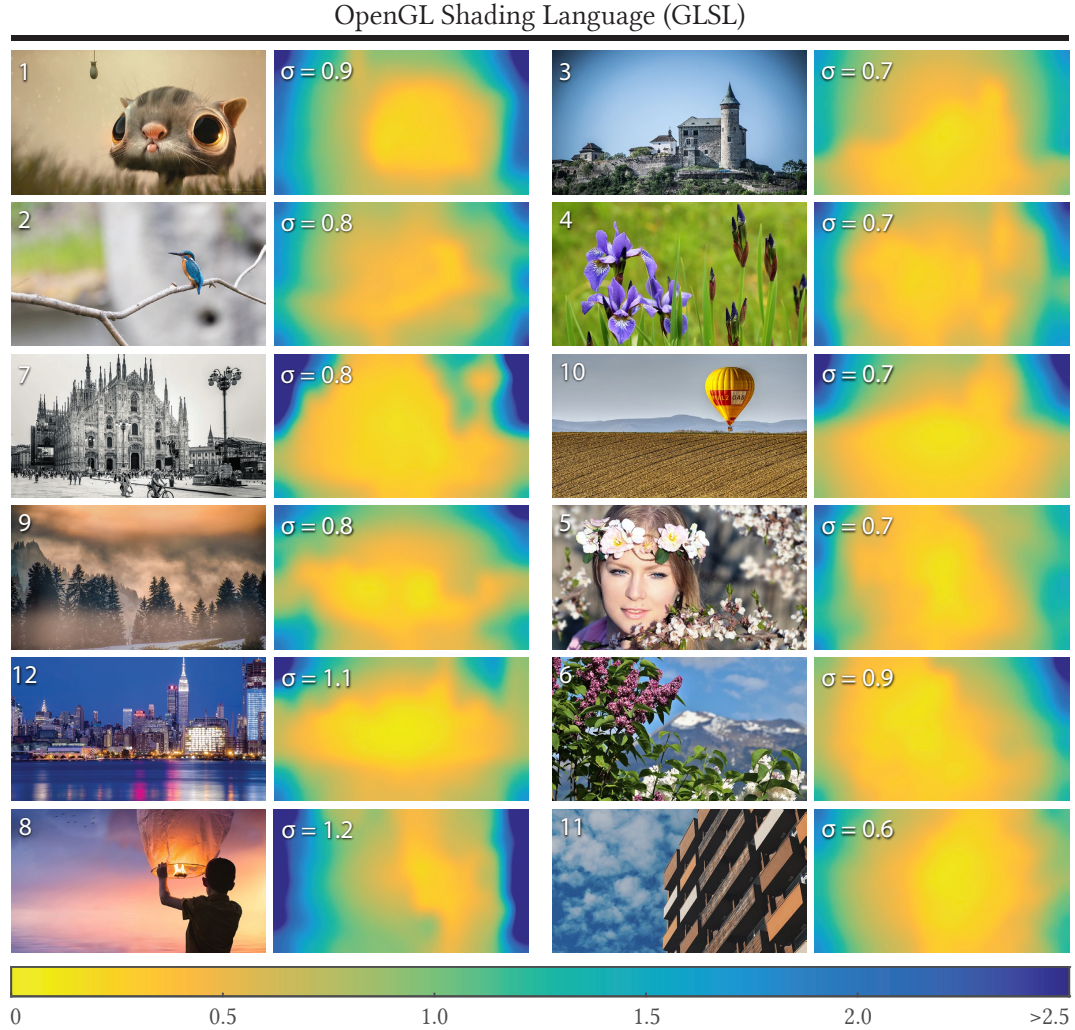 OpenGL Shading Language (GLSL)
1 σ = 0.9 3 σ = 0.7
2 σ = 0.8 4 σ = 0.7
7 σ = 0.8 10 σ = 0.7
9 σ = 0.8 5 σ = 0.7
12 σ = 1.1 6 σ = 0.9
8 σ = 1.2 11 σ = 0.6
0 0.5 1.0 1.5 2.0 >2.5